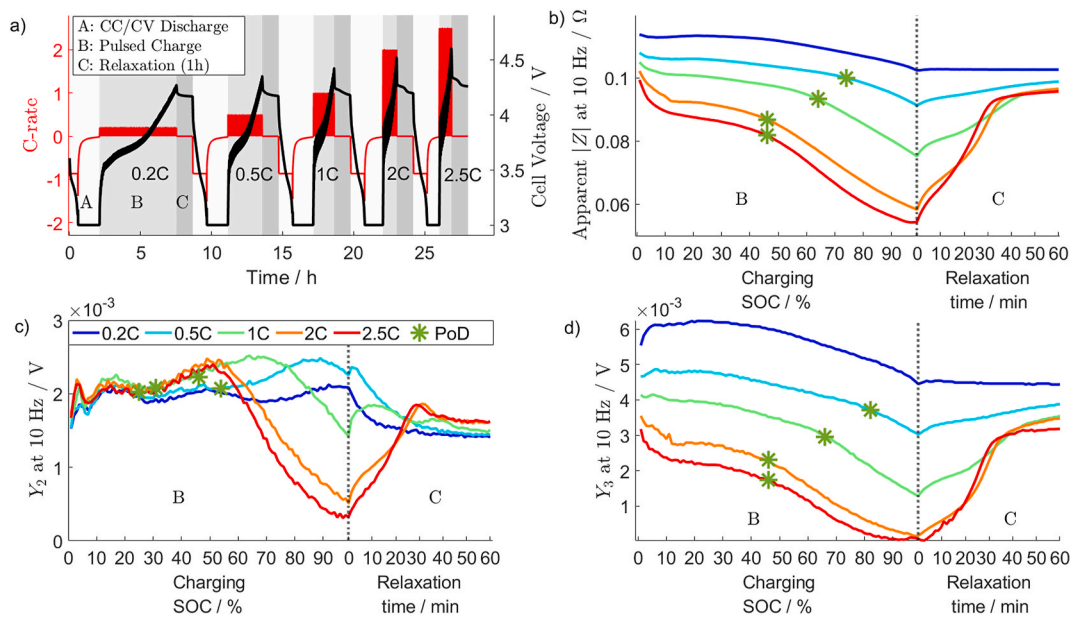 a)
A: CC/CV Discharge
B: Pulsed Charge
C: Relaxation (1h)
2
1
0
-1
-2
C-rate
4.5
4
3.5
3
Cell Voltage / V
A
B
C
0.2C
0.5C
1C
2C
2.5C
0 5 10 15 20 25
Time / h
b)
Apparent |Z| at 10 Hz / Ω
0.1
0.08
0.06
B
C
0 10 20 30 40 50 60 70 80 90 0 10 20 30 40 50 60
Charging
SOC / %
Relaxation
time / min
c)
×10⁻³
0.2C 0.5C 1C 2C 2.5C PoD
Y₂ at 10 Hz / V
3
2
1
0
B
C
0 10 20 30 40 50 60 70 80 90 0 10 20 30 40 50 60
Charging
SOC / %
Relaxation
time / min
d)
×10⁻³
Y₃ at 10 Hz / V
6
5
4
3
2
1
B
C
0 10 20 30 40 50 60 70 80 90 0 10 20 30 40 50 60
Charging
SOC / %
Relaxation
time / min